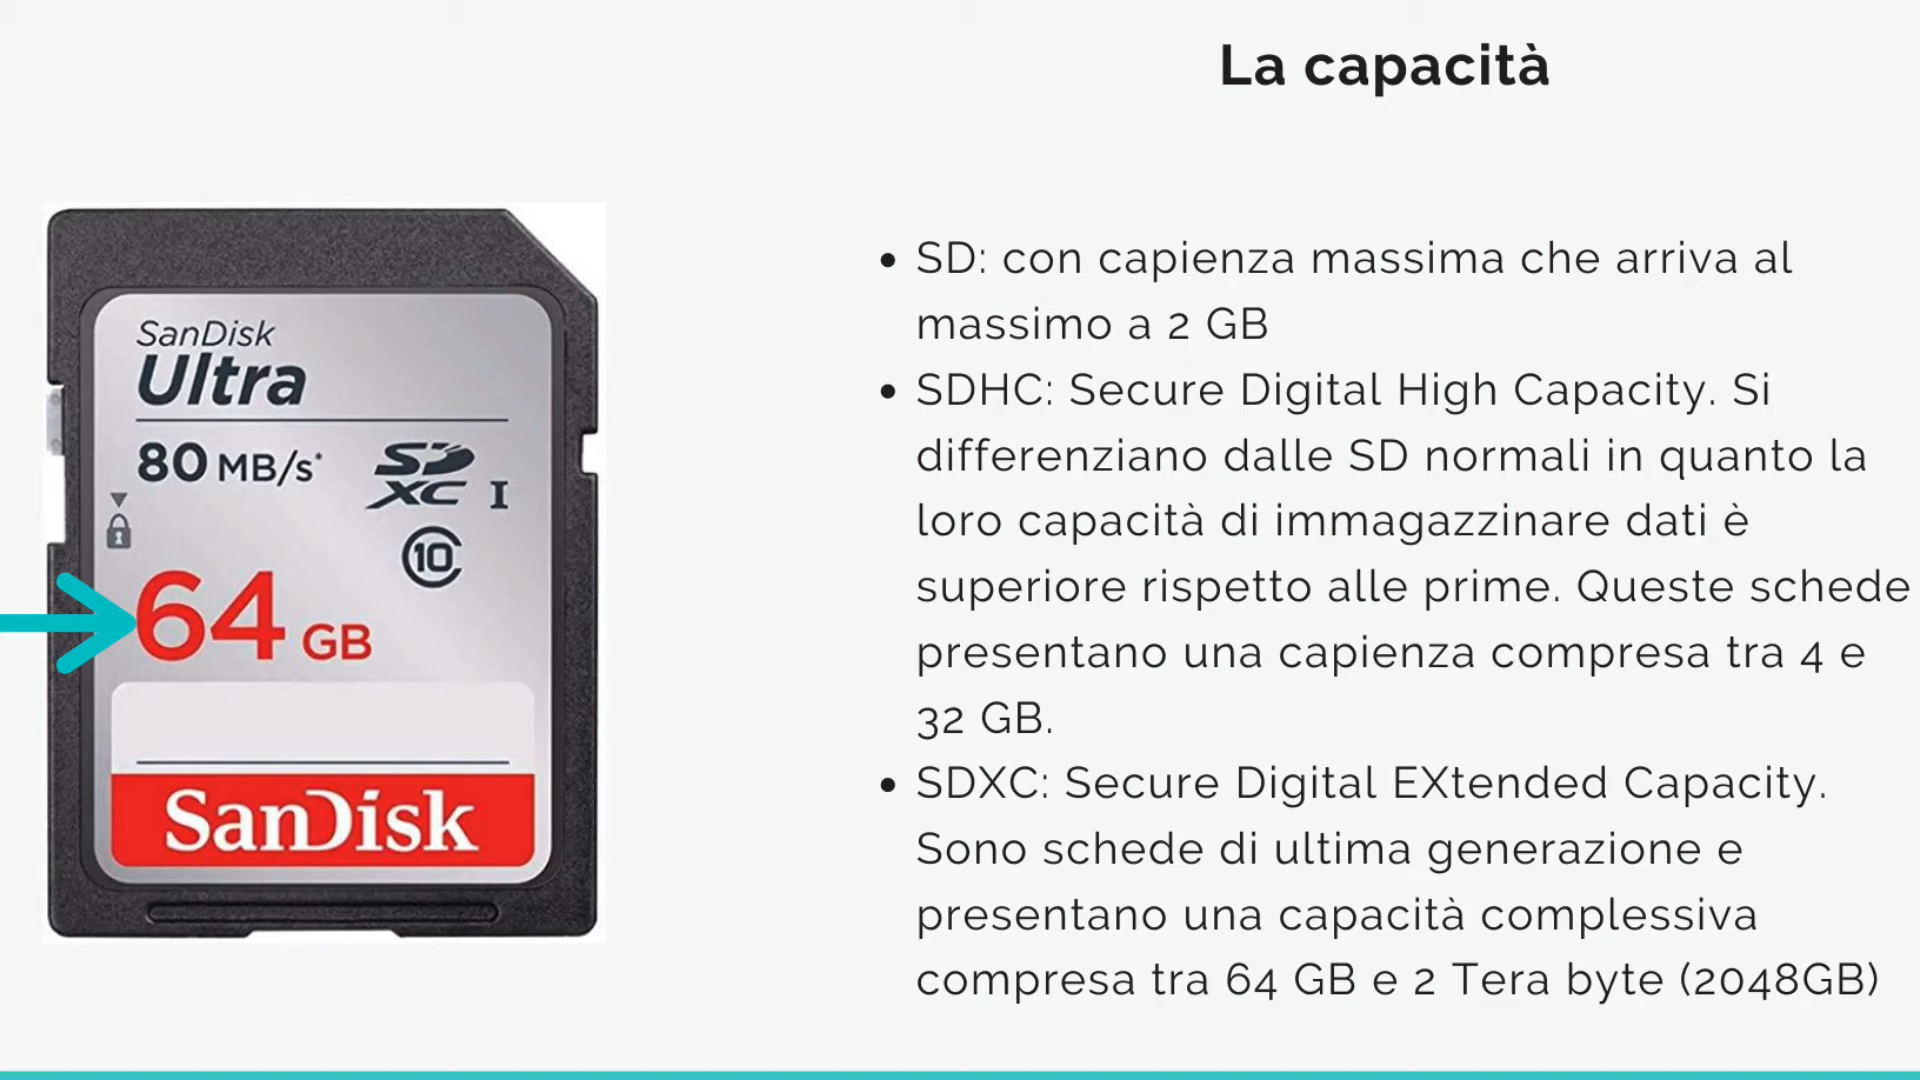 La capacità
SanDisk
Ultra
80 MB/s*
SD
XC I
10
64 GB
SanDisk
SD: con capienza massima che arriva al
massimo a 2 GB
SDHC: Secure Digital High Capacity. Si
differenziano dalle SD normali in quanto la
loro capacità di immagazzinare dati è
superiore rispetto alle prime. Queste schede
presentano una capienza compresa tra 4 e
32 GB.
SDXC: Secure Digital EXtended Capacity.
Sono schede di ultima generazione e
presentano una capacità complessiva
compresa tra 64 GB e 2 Tera byte (2048GB)